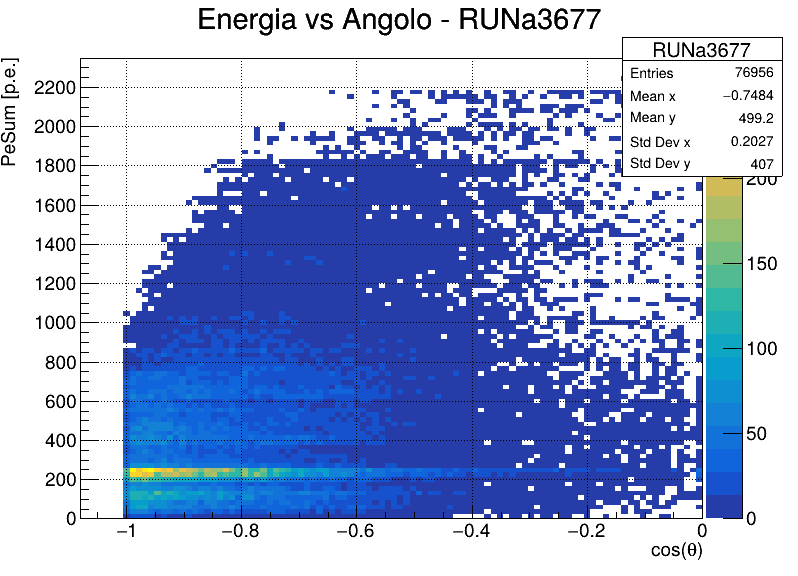 Energia vs Angolo - RUNa3677
RUNa3677
Entries 76956
Mean x −0.7484
Mean y 499.2
Std Dev x 0.2027
Std Dev y 407
PeSum [p.e.]
2200
2000
1800
1600
1400
1200
1000
800
600
400
200
0
200
150
100
50
0
−1 −0.8 −0.6 −0.4 −0.2 0
cos(θ)